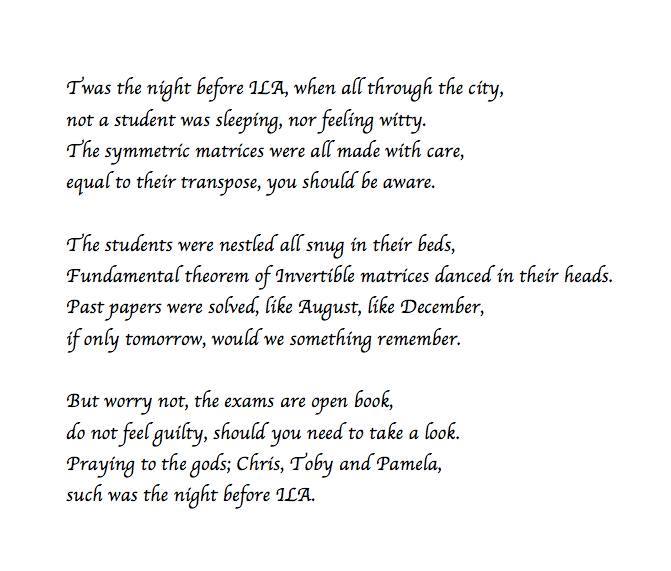 Twas the night before ILA, when all through the city,
not a student was sleeping, nor feeling witty.
The symmetric matrices were all made with care,
equal to their transpose, you should be aware.
The students were nestled all snug in their beds,
Fundamental theorem of Invertible matrices danced in their heads.
Past papers were solved, like August, like December,
if only tomorrow, would we something remember.
But worry not, the exams are open book,
do not feel guilty, should you need to take a look.
Praying to the gods; Chris, Toby and Pamela,
such was the night before ILA.